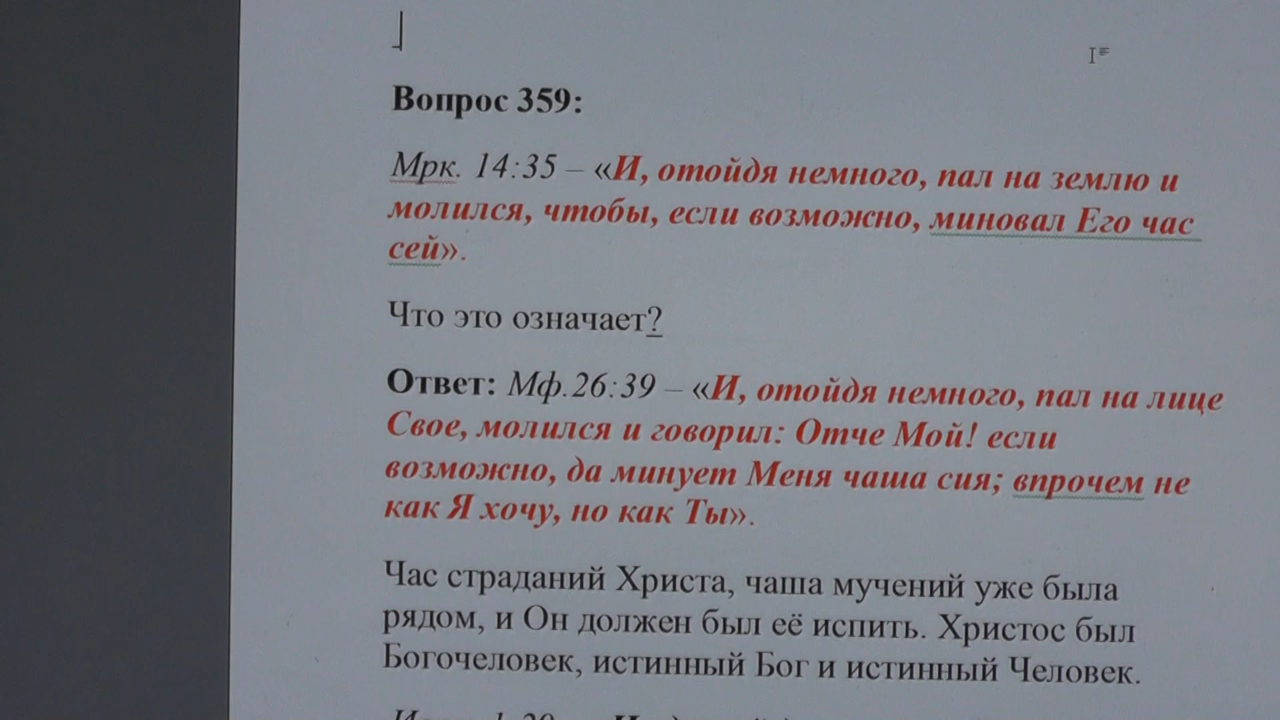 Вопрос 359:
Мрк. 14:35 – «И, отойдя немного, пал на землю и
молился, чтобы, если возможно, миновал Его час
сей».
Что это означает?
Ответ: Мф.26:39 – «И, отойдя немного, пал на лице
Свое, молился и говорил: Отче Мой! если
возможно, да минует Меня чаша сия; впрочем не
как Я хочу, но как Ты».
Час страданий Христа, чаша мучений уже была
рядом, и Он должен был её испить. Христос был
Богочеловек, истинный Бог и истинный Человек.